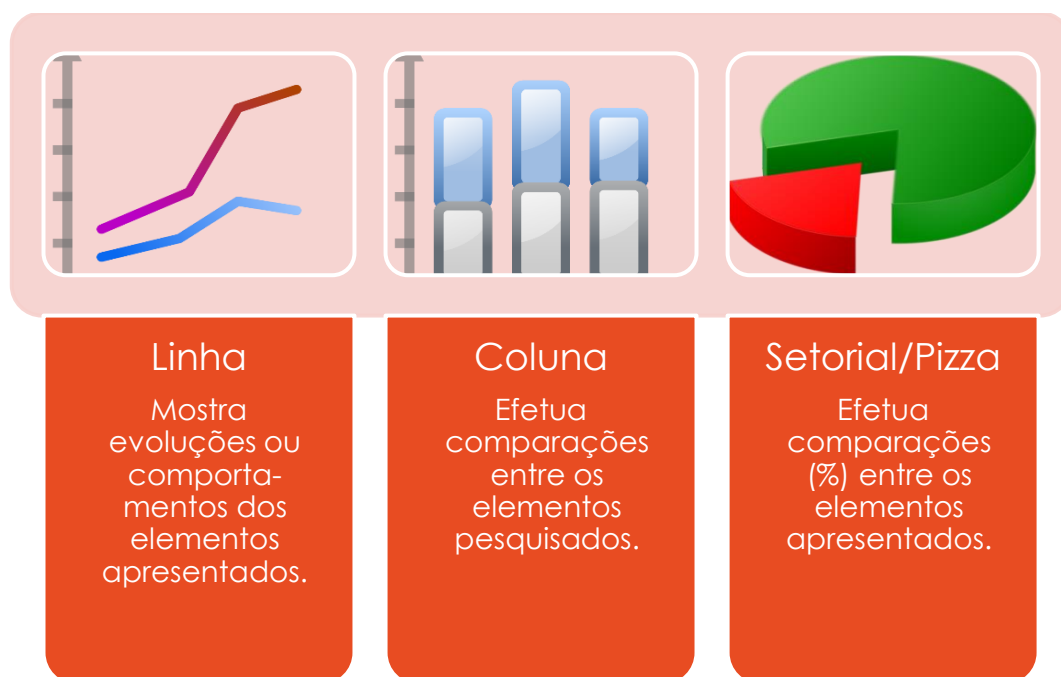 Linha
Mostra
evoluções ou
comporta-
mentos dos
elementos
apresentados.
Coluna
Efetua
comparações
entre os
elementos
pesquisados.
Setorial/Pizza
Efetua
comparações
(%) entre os
elementos
apresentados.